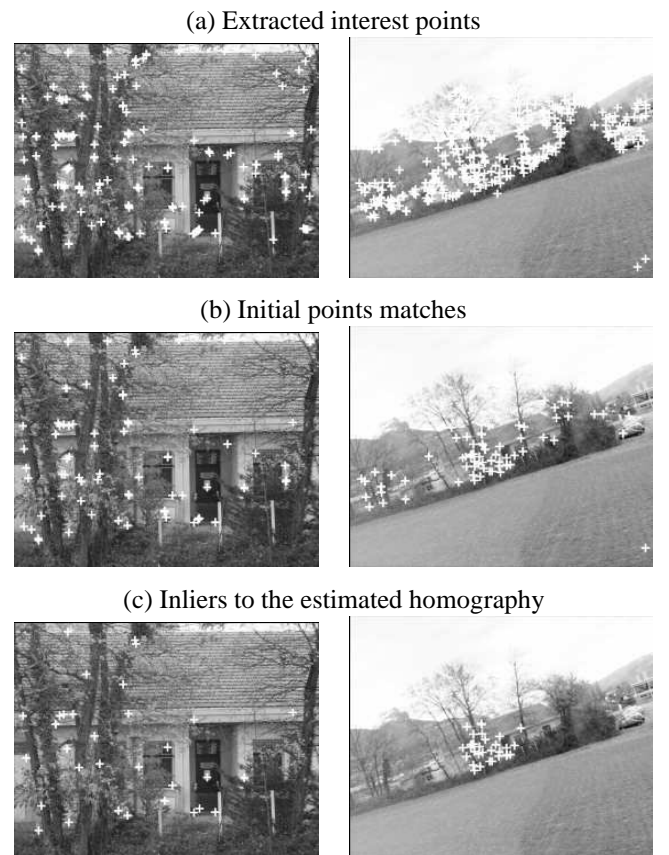 (a) Extracted interest points
(b) Initial points matches
(c) Inliers to the estimated homography